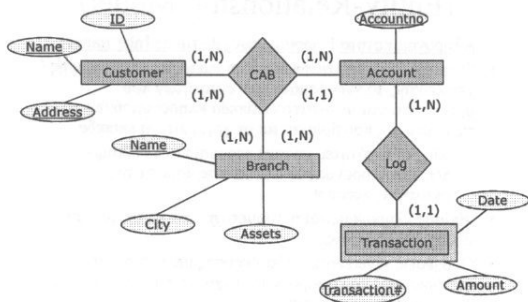 ID
Accountno
Name
Customer
(1,N)
(1,N)
CAB
(1,N)
(1,1)
Account
Address
(1,N)
(1,N)
(1,N)
Name
Branch
Log
City
Assets
(1,1)
Date
Transaction
Transaction#
Amount